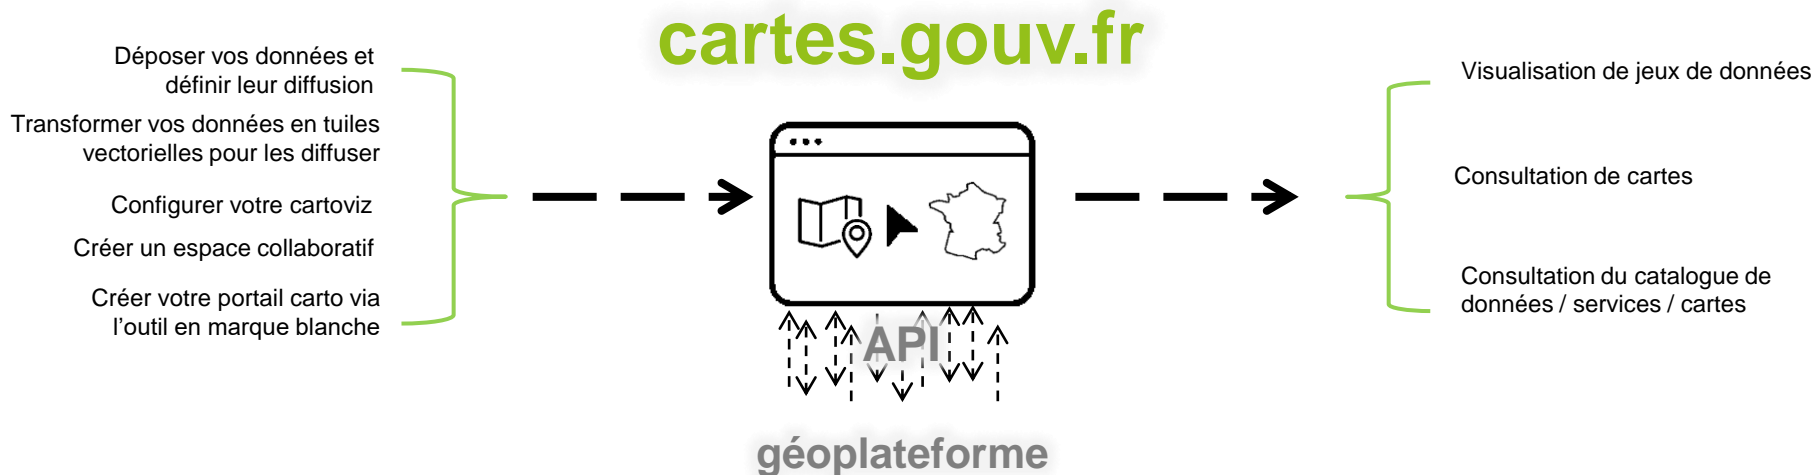 cartes.gouv.fr
Déposer vos données et
définir leur diffusion
Transformer vos données en tuiles
vectorielles pour les diffuser
Configurer votre cartoviz
Créer un espace collaboratif
Créer votre portail carto via
l’outil en marque blanche
API
géoplateforme
Visualisation de jeux de données
Consultation de cartes
Consultation du catalogue de
données / services / cartes